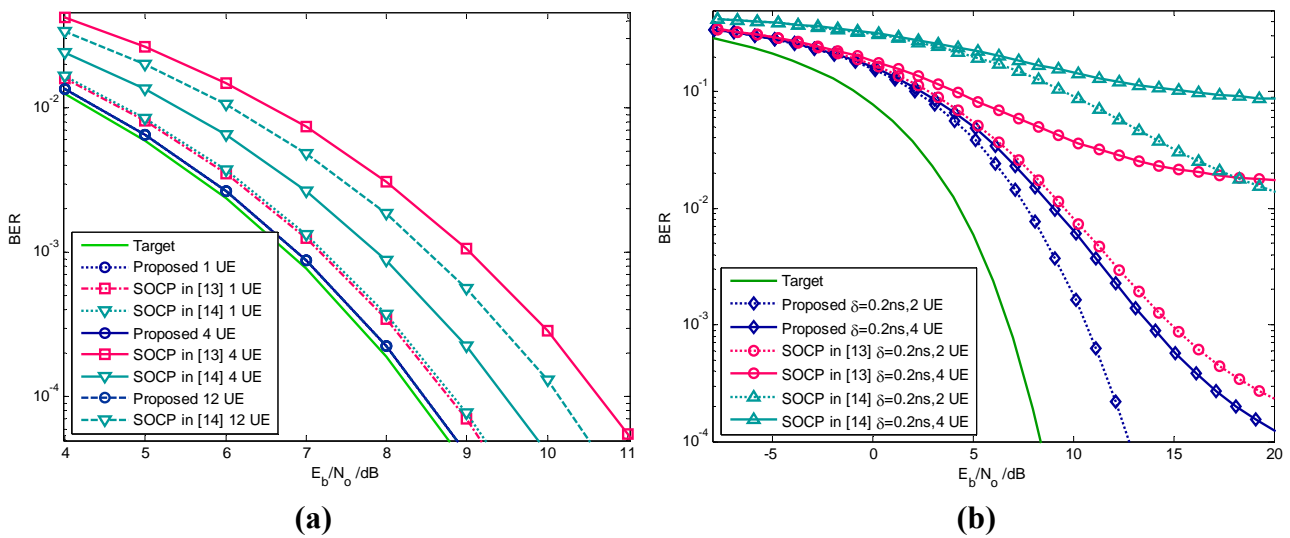 10^-2
10^-3
10^-4
BER
4
5
6
7
8
9
10
11
E_b/N_o /dB
Target
Proposed 1 UE
SOCP in [13] 1 UE
SOCP in [14] 1 UE
Proposed 4 UE
SOCP in [13] 4 UE
SOCP in [14] 4 UE
Proposed 12 UE
SOCP in [14] 12 UE
(a)
10^-1
10^-2
10^-3
10^-4
BER
-5
0
5
10
15
20
E_b/N_o /dB
Target
Proposed δ=0.2ns,2 UE
Proposed δ=0.2ns,4 UE
SOCP in [13] δ=0.2ns,2 UE
SOCP in [13] δ=0.2ns,4 UE
SOCP in [14] δ=0.2ns,2 UE
SOCP in [14] δ=0.2ns,4 UE
(b)